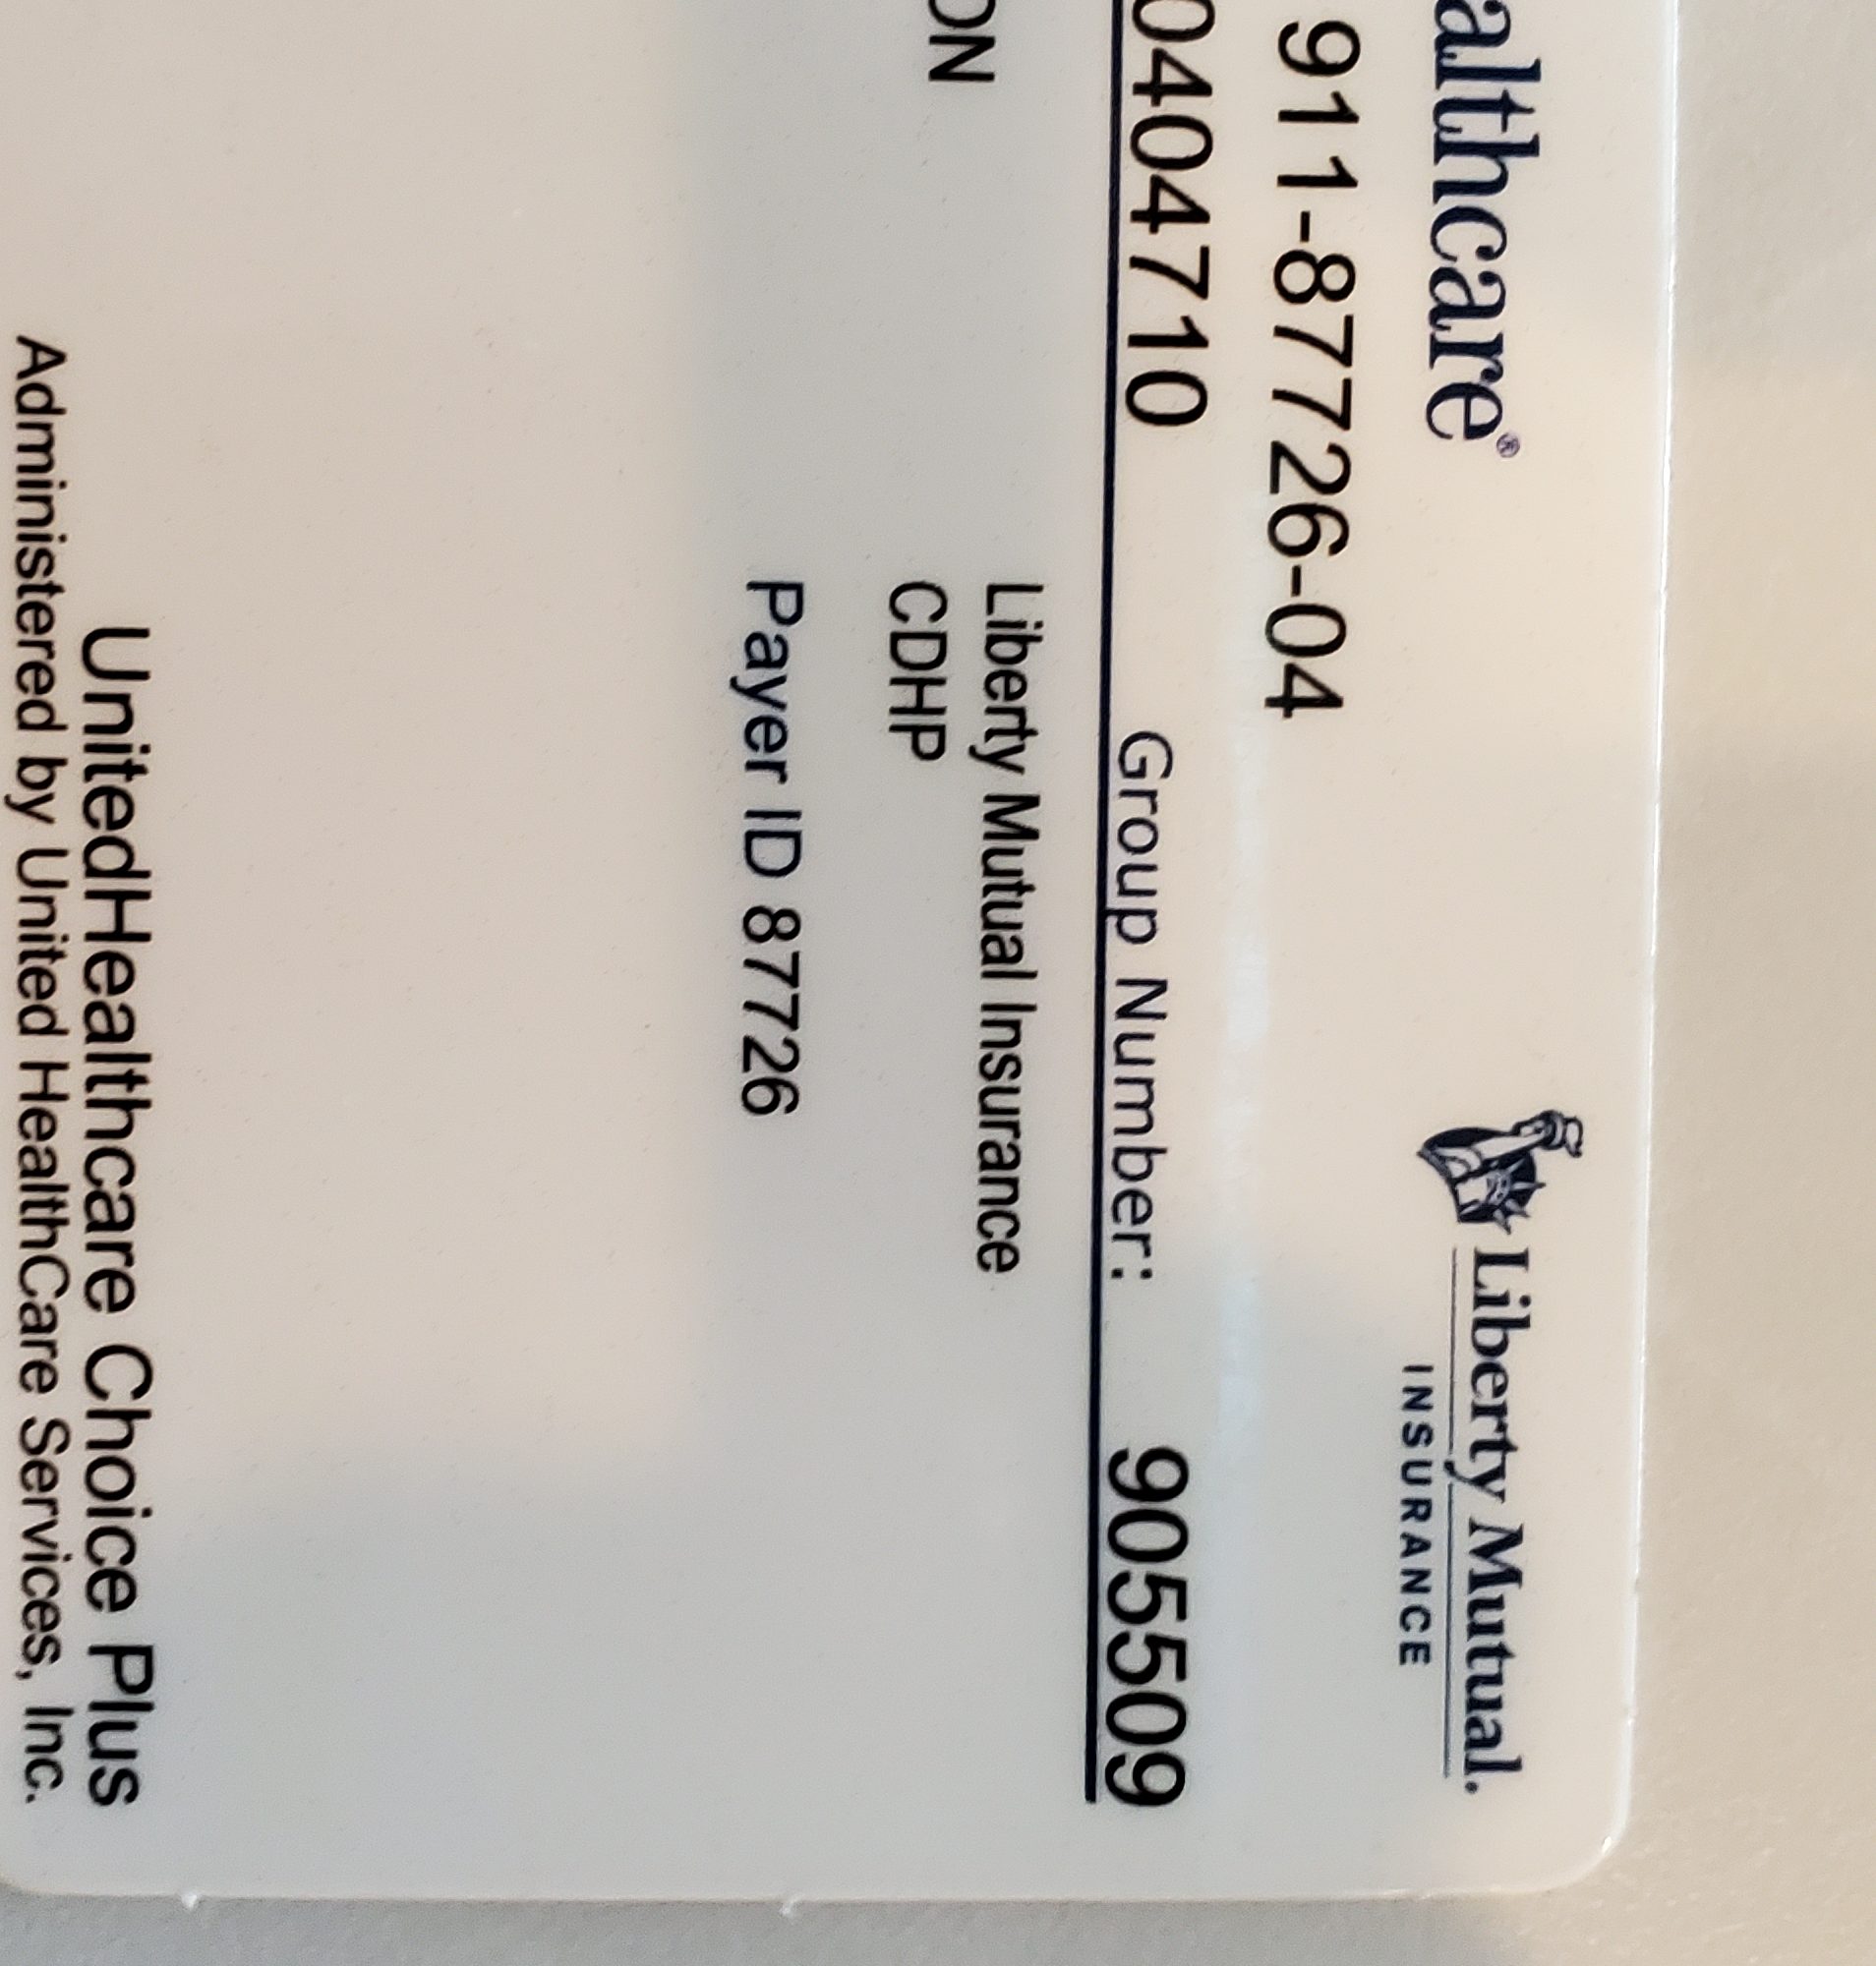 althcare®
Liberty Mutual.
INSURANCE
911-87726-04
0404710 Group Number: 905509
ON Liberty Mutual Insurance
CDHP
Payer ID 87726
UnitedHealthcare Choice Plus
Administered by United HealthCare Services, Inc.